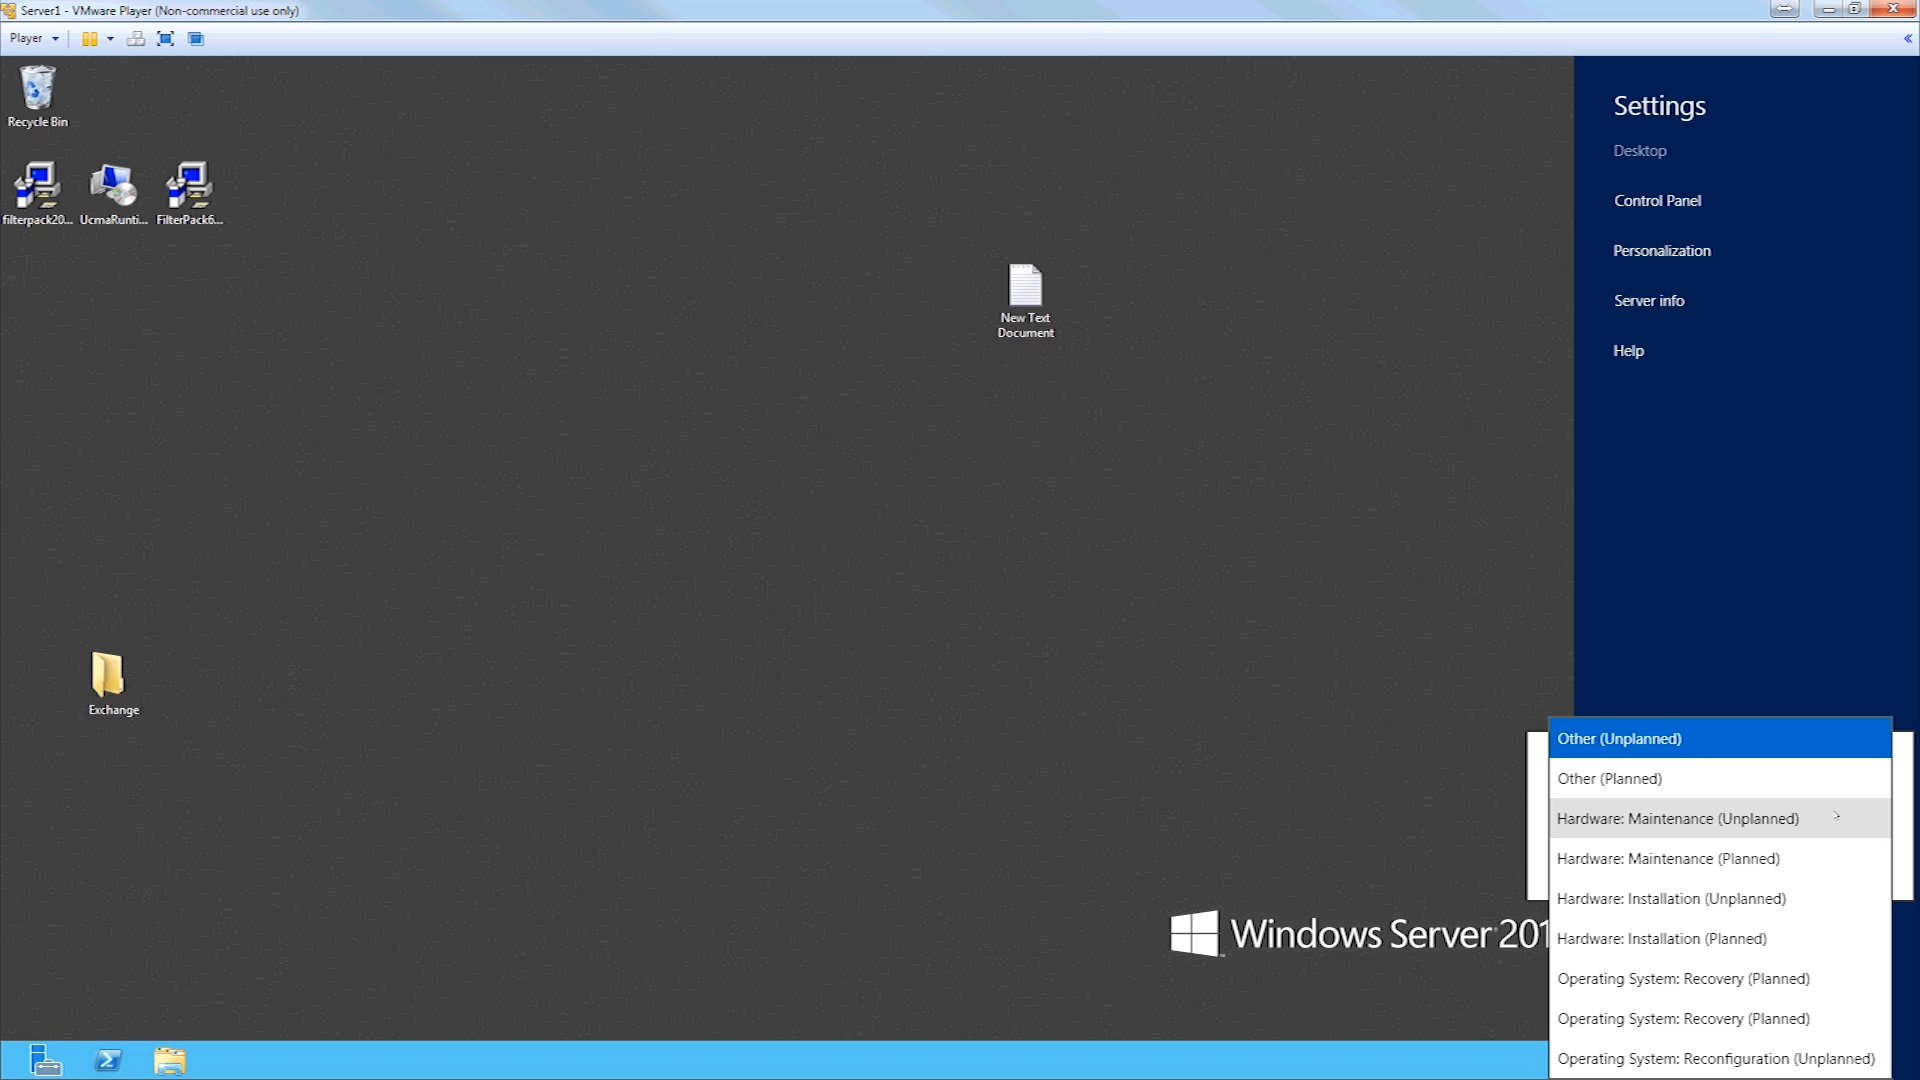 Server1 - VMware Player (Non-commercial use only)
Player
Recycle Bin
filterpack20...
UcmaRunti...
FilterPack6...
New Text
Document
Exchange
Windows Server 201
Settings
Desktop
Control Panel
Personalization
Server info
Help
Other (Unplanned)
Other (Planned)
Hardware: Maintenance (Unplanned)
Hardware: Maintenance (Planned)
Hardware: Installation (Unplanned)
Hardware: Installation (Planned)
Operating System: Recovery (Planned)
Operating System: Recovery (Planned)
Operating System: Reconfiguration (Unplanned)